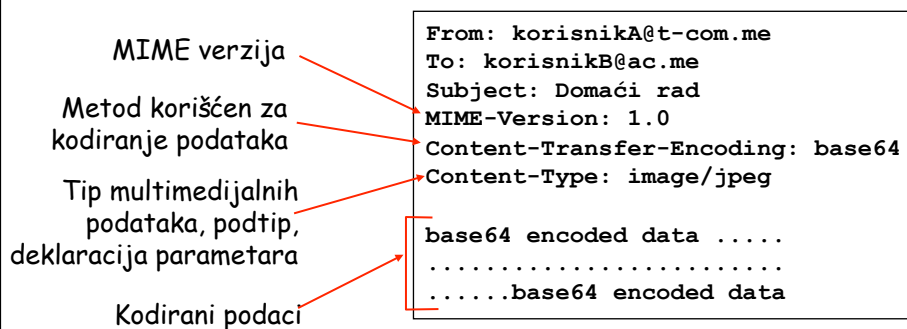 MIME verzija
Metod korišćen za
kodiranje podataka
Tip multimedijalnih
podataka, podtip,
deklaracija parametara
Kodirani podaci
From: korisnikA@t-com.me
To: korisnikB@ac.me
Subject: Domaći rad
MIME-Version: 1.0
Content-Transfer-Encoding: base64
Content-Type: image/jpeg
base64 encoded data .....
.........................
......base64 encoded data